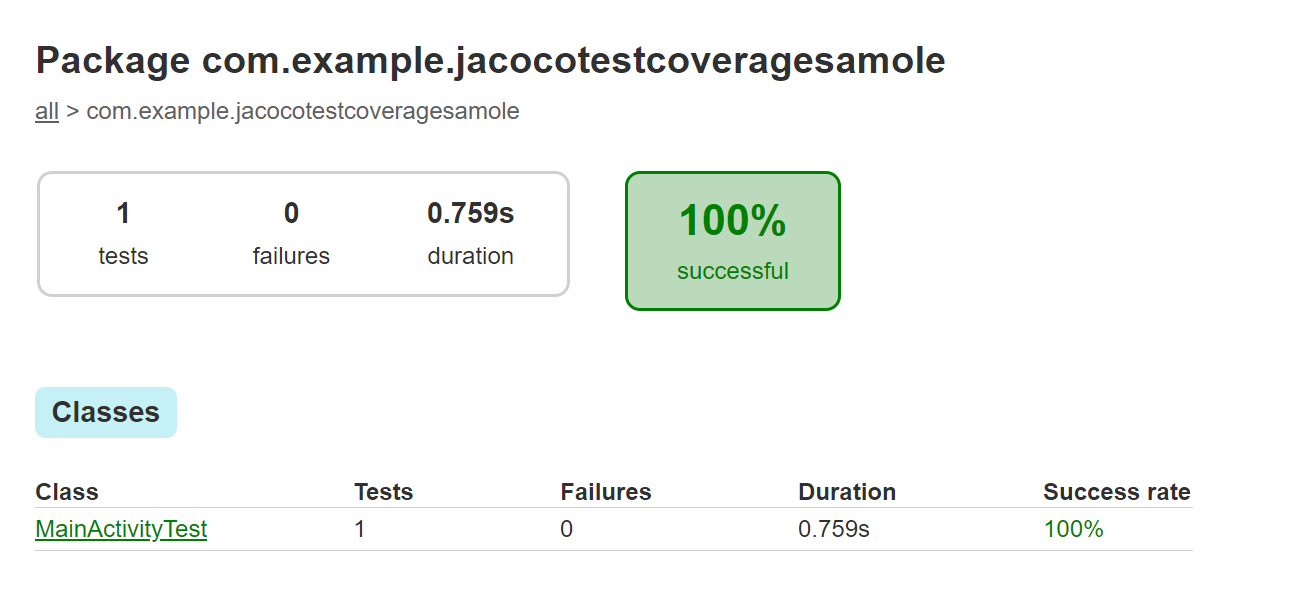 Package com.example.jacocotestcoveragesamole
all > com.example.jacocotestcoveragesamole
1 0 0.759s
tests failures duration
100%
successful
Classes
Class Tests Failures Duration Success rate
MainActivityTest 1 0 0.759s 100%